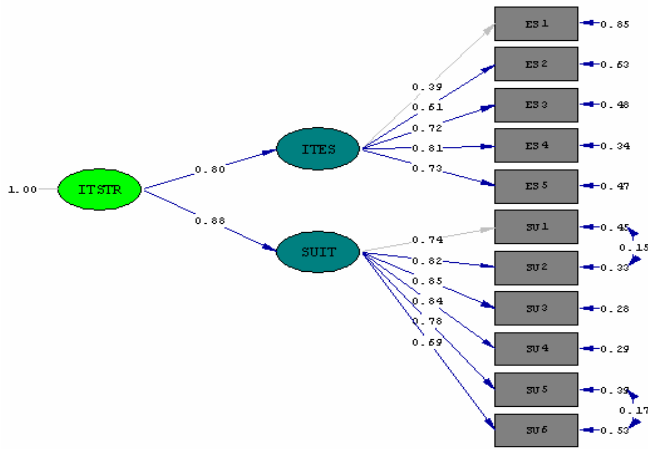 ES1 0.85
0.39
ES2 0.63
0.61
ES3 0.48
0.72
ITES
ES4 0.34
0.81
0.73
0.80
ES5 0.47
1.00 ITSTR
0.88
SU1 0.45
0.74
0.15
SUIT
0.82
SU2 0.33
0.85
0.84
SU3 0.28
0.78
0.69
SU4 0.29
SU5 0.39
0.17
SU6 0.53